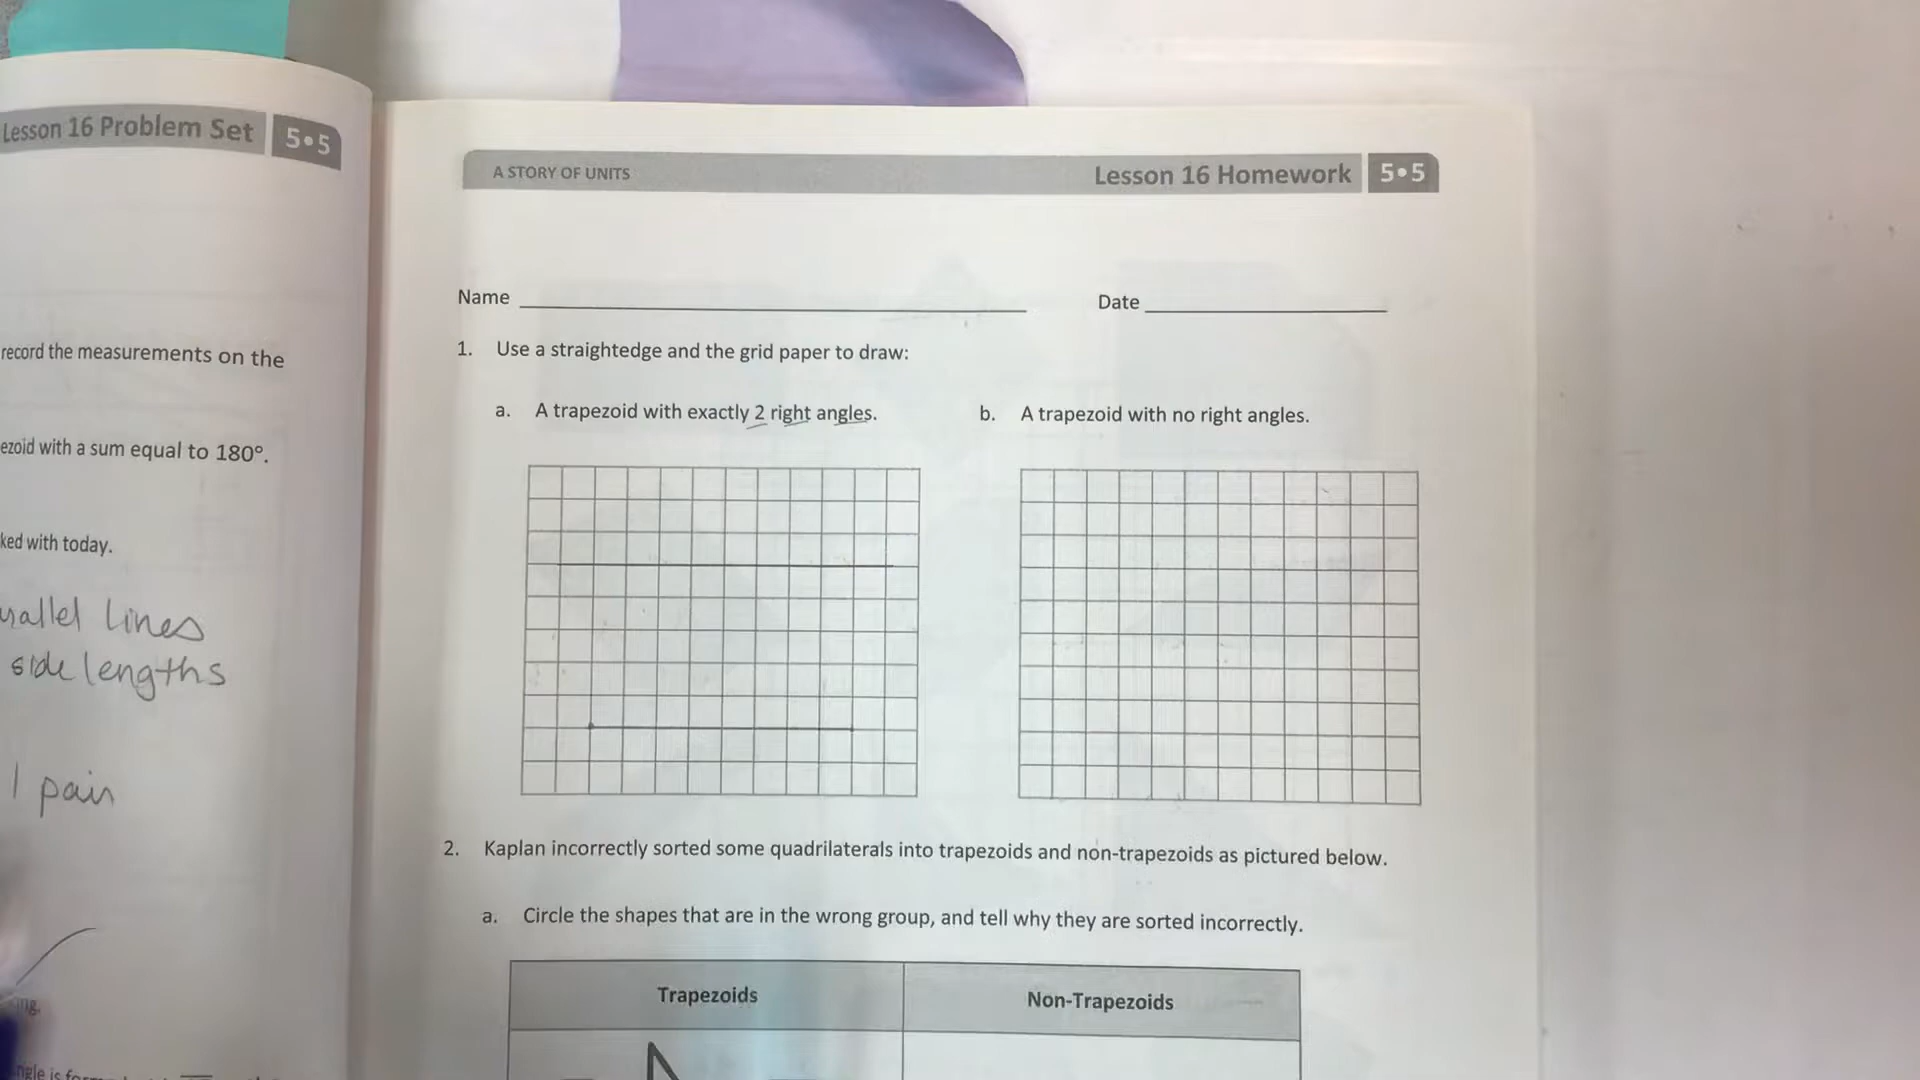 Lesson 16 Problem Set 5•5
record the measurements on the
ezoid with a sum equal to 180°.
ked with today.
rallel lines
side lengths
1 pair
A STORY OF UNITS
Lesson 16 Homework 5•5
Name
Date
1. Use a straightedge and the grid paper to draw:
a. A trapezoid with exactly 2 right angles.
b. A trapezoid with no right angles.
2. Kaplan incorrectly sorted some quadrilaterals into trapezoids and non-trapezoids as pictured below.
a. Circle the shapes that are in the wrong group, and tell why they are sorted incorrectly.
Trapezoids
Non-Trapezoids